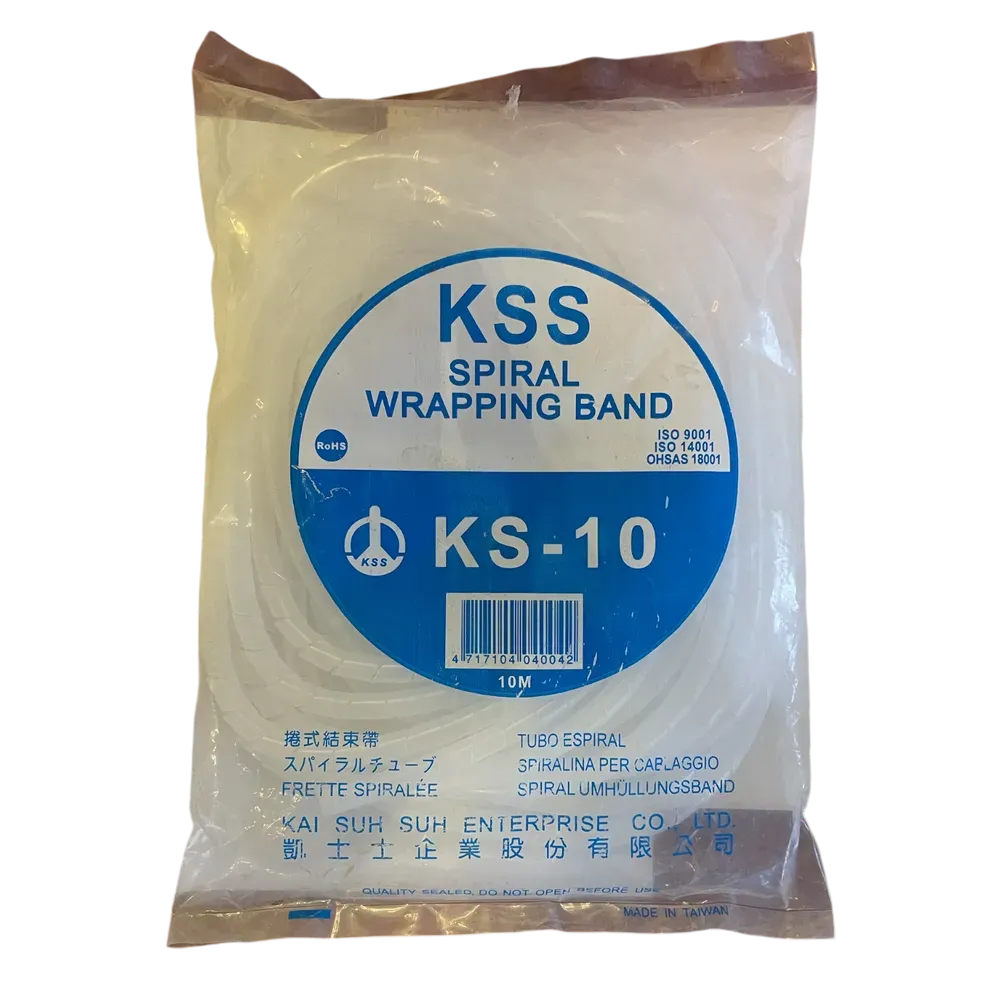 KSS
SPIRAL
WRAPPING BAND
RoHS
ISO 9001
ISO 14001
OHSAS 18001
KSS
KS-10
4 717104 040042
10M
捲式結束帶
スパイラルチューブ
FRETTE SPIRALÉE
TUBO ESPIRAL
SPIRALINA PER CABLAGGIO
SPIRAL UMHÜLLUNGSBAND
KAI SUH SUH ENTERPRISE CO., LTD.
凱士士企業股份有限公司
QUALITY SEALED, DO NOT OPEN BEFORE USE
MADE IN TAIWAN